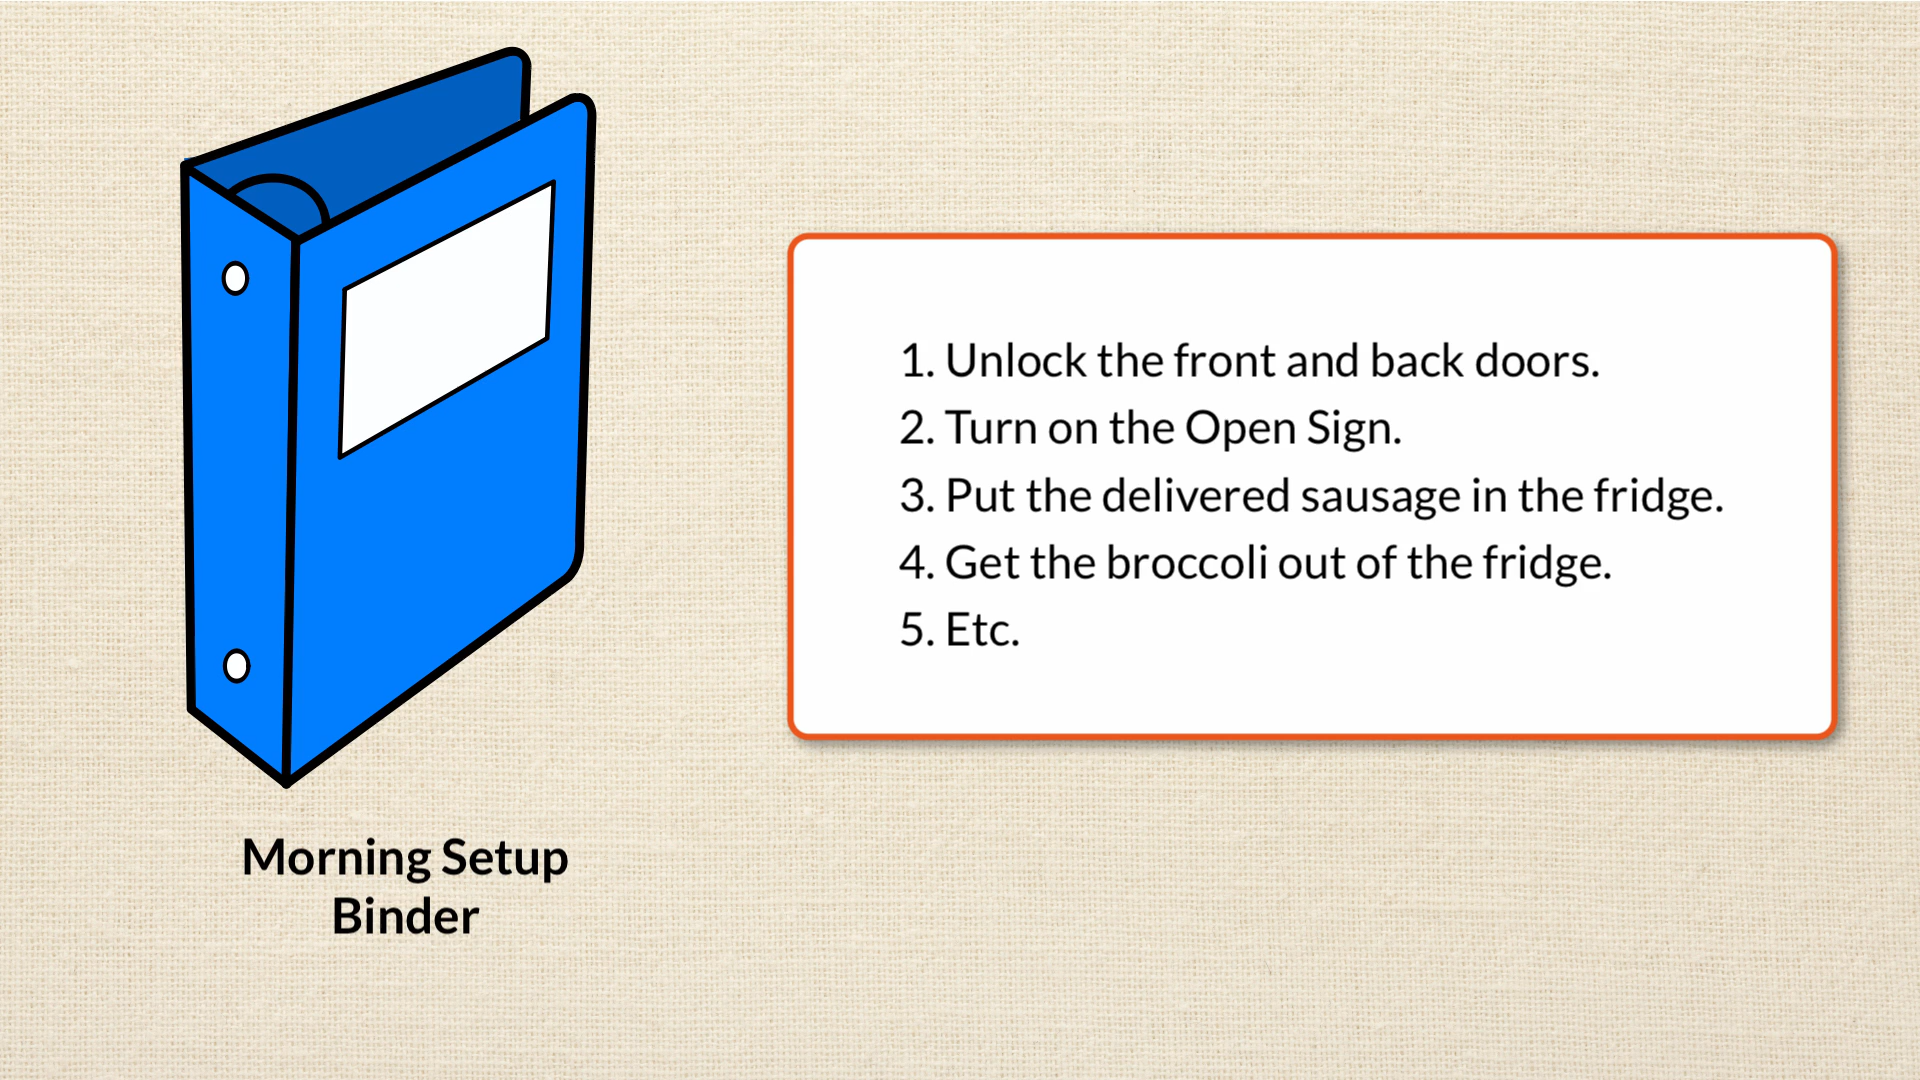 1. Unlock the front and back doors.
2. Turn on the Open Sign.
3. Put the delivered sausage in the fridge.
4. Get the broccoli out of the fridge.
5. Etc.
Morning Setup
Binder